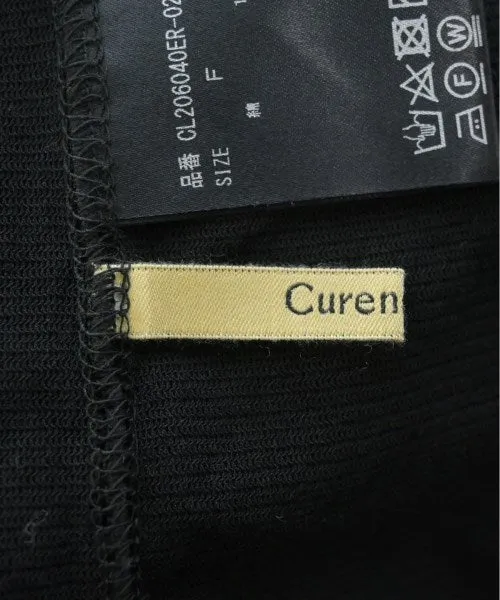 品番 CL206040ER-02
SIZE F
綿
Curen
F
W